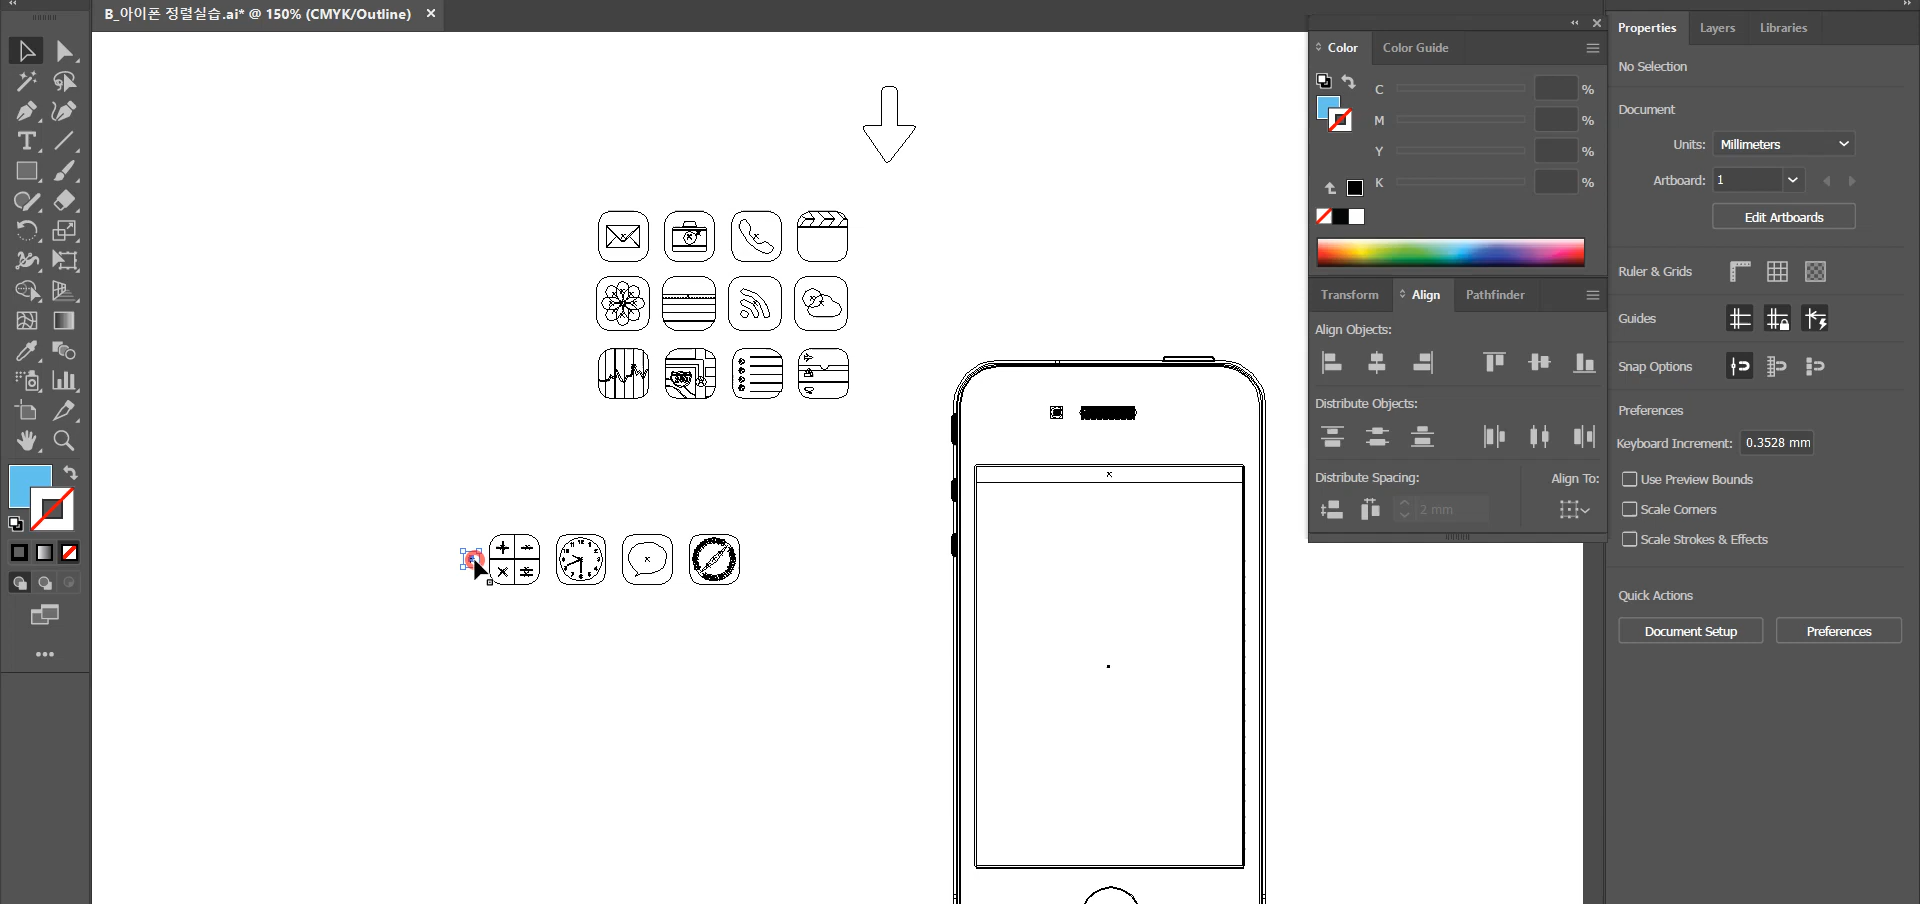 B_아이폰 정렬실습.ai* @ 150% (CMYK/Outline)
Color
Color Guide
C
%
M
%
Y
%
K
%
Transform
Align
Pathfinder
Align Objects:
Distribute Objects:
Distribute Spacing:
Align To:
2 mm
Properties
Layers
Libraries
No Selection
Document
Units:
Millimeters
Artboard:
1
Edit Artboards
Ruler & Grids
Guides
Snap Options
Preferences
Keyboard Increment:
0.3528 mm
Use Preview Bounds
Scale Corners
Scale Strokes & Effects
Quick Actions
Document Setup
Preferences